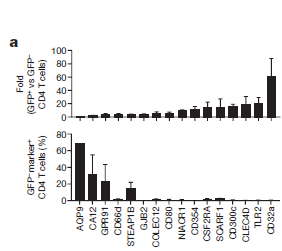 a
Fold
(GFP⁺ vs GFP⁻
CD4 T cells)
100
80
60
40
20
0
GFP⁻marker⁺
CD4 T cells (%)
80
60
40
20
0
AQP9
CA12
GPR91
CD66d
STEAP1B
GJB2
COLEC12
CD80
NIACR1
CD354
CSF2RA
SCARF1
CD300c
CLEC4D
TLR2
CD32a